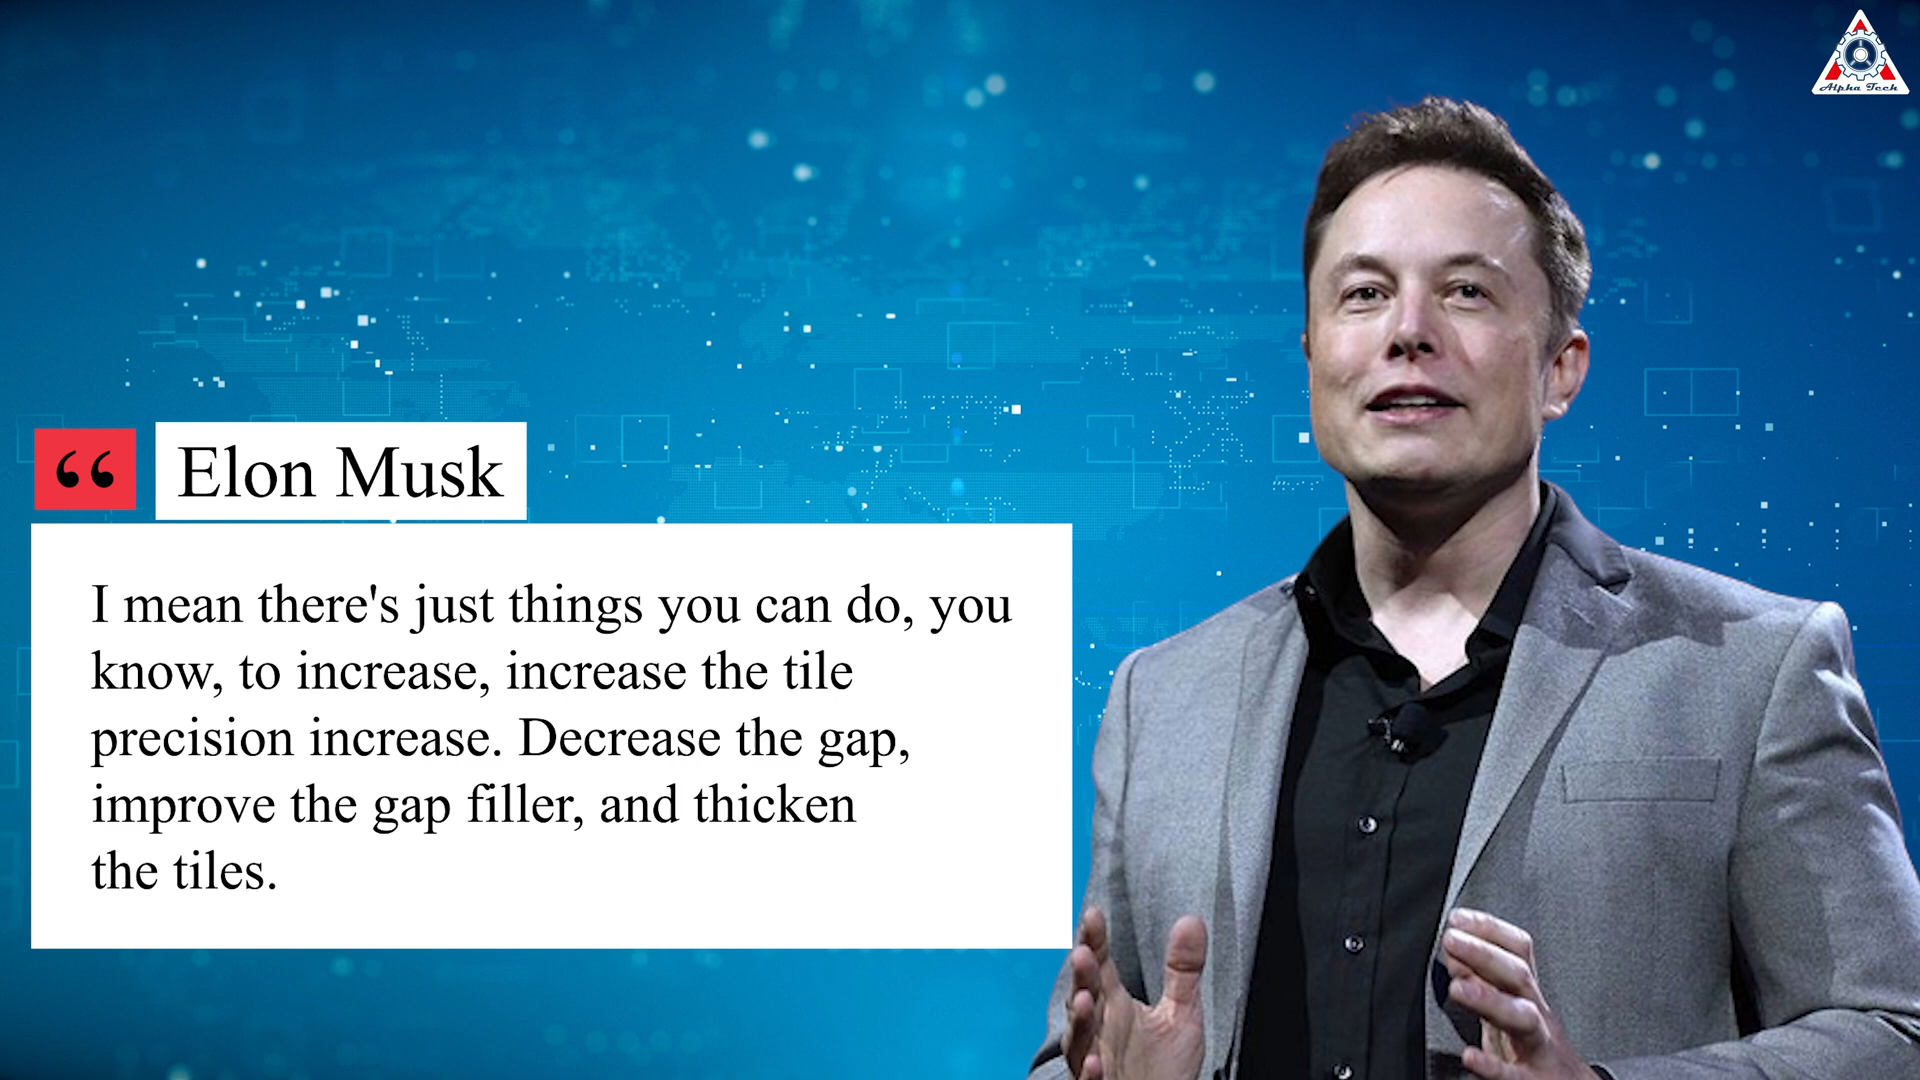 Alpha Tech
“ Elon Musk
I mean there's just things you can do, you
know, to increase, increase the tile
precision increase. Decrease the gap,
improve the gap filler, and thicken
the tiles.